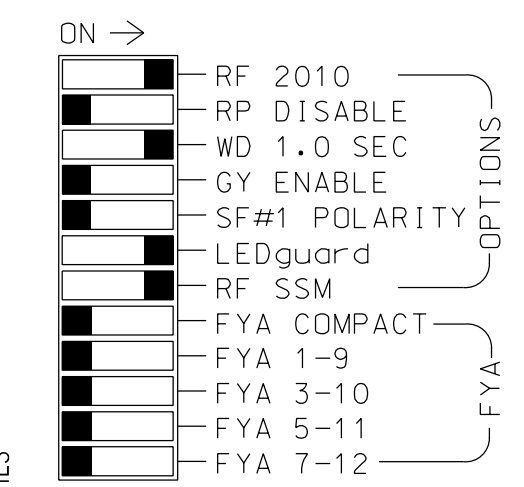 ON →
RF 2010
RP DISABLE
WD 1.0 SEC
GY ENABLE
SF#1 POLARITY
LEDguard
RF SSM
OPTIONS
FYA COMPACT
FYA 1-9
FYA 3-10
FYA 5-11
FYA 7-12
FYA